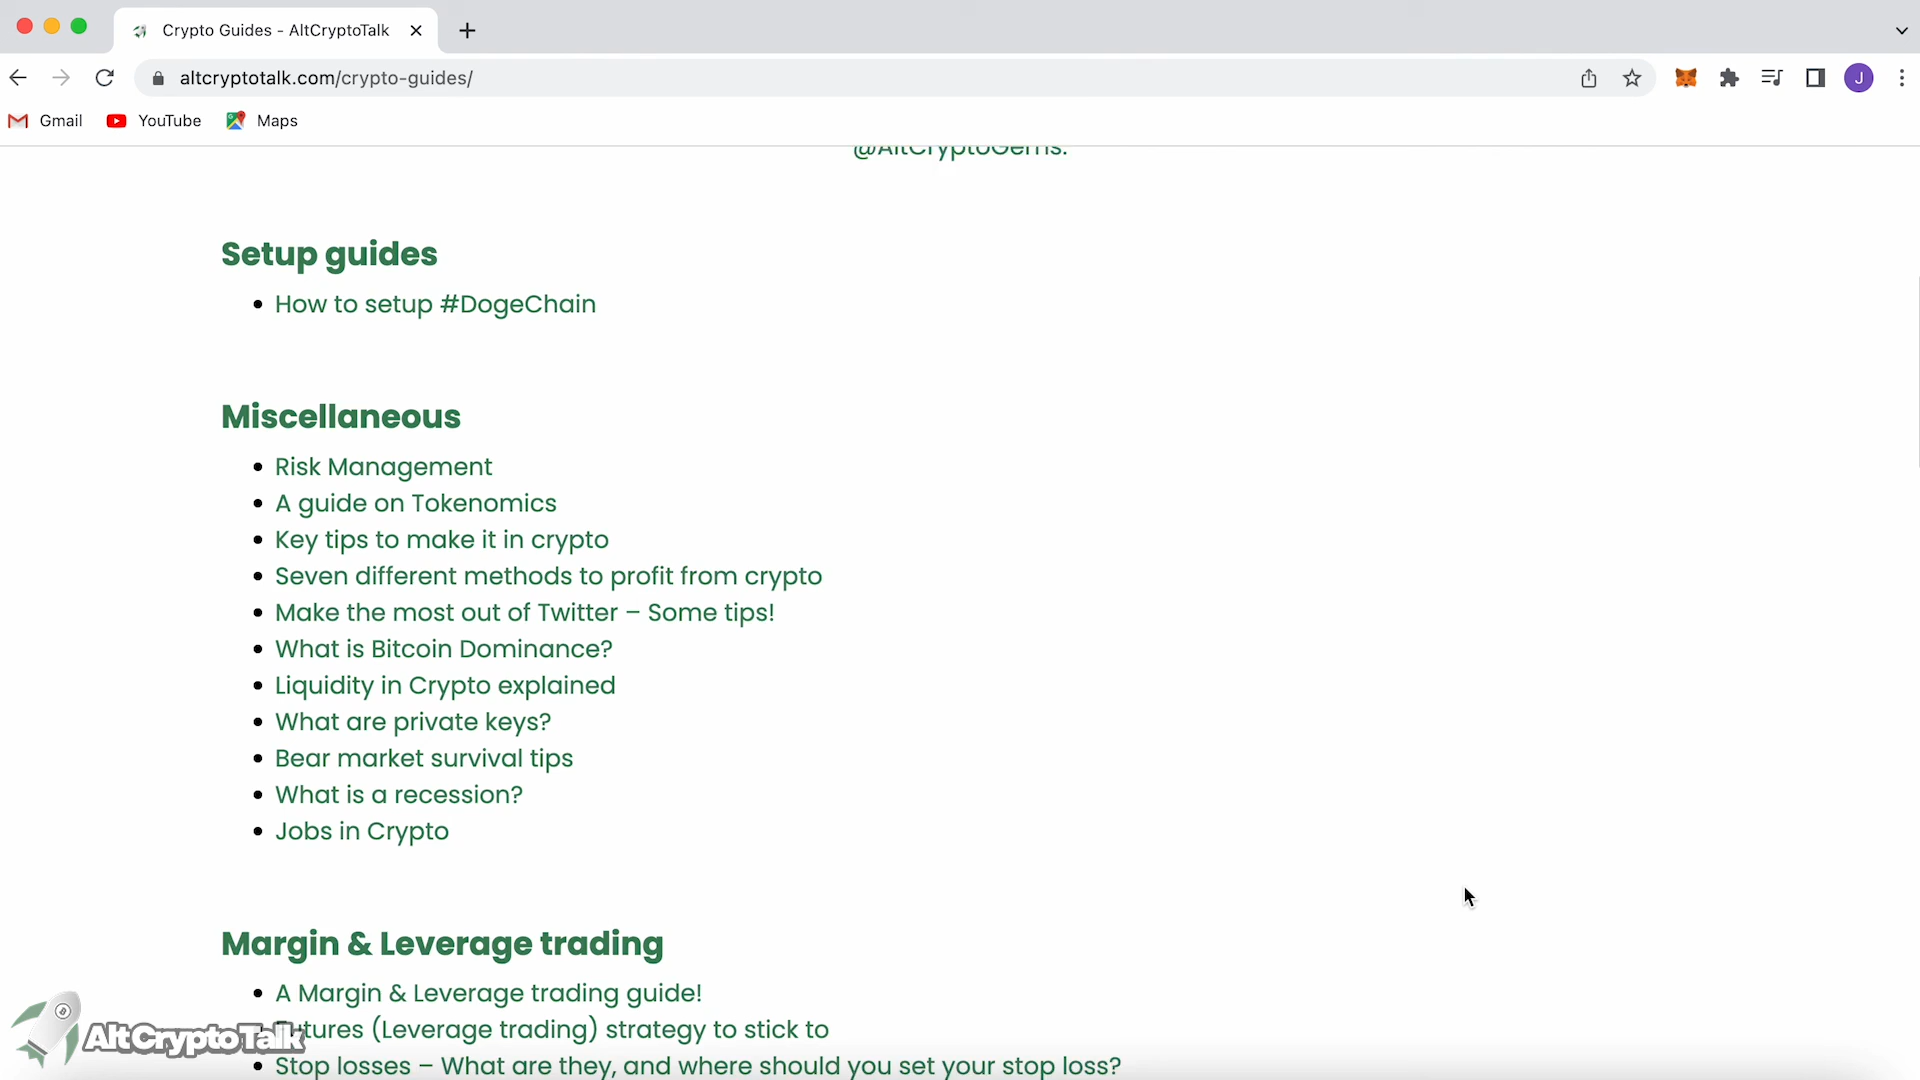 Crypto Guides - AltCryptoTalk
altcryptotalk.com/crypto-guides/
J
Gmail
YouTube
Maps
@AltCryptoGems.
Setup guides
How to setup #DogeChain
Miscellaneous
Risk Management
A guide on Tokenomics
Key tips to make it in crypto
Seven different methods to profit from crypto
Make the most out of Twitter – Some tips!
What is Bitcoin Dominance?
Liquidity in Crypto explained
What are private keys?
Bear market survival tips
What is a recession?
Jobs in Crypto
Margin & Leverage trading
A Margin & Leverage trading guide!
Futures (Leverage trading) strategy to stick to
AltCryptoTalk
Stop losses – What are they, and where should you set your stop loss?